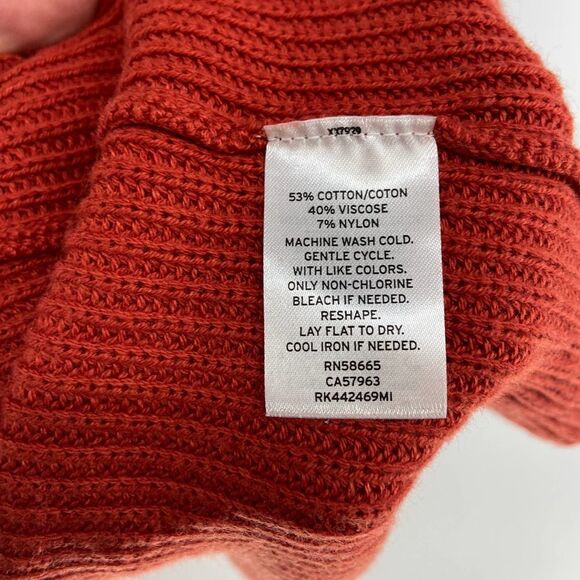 53% COTTON/COTON
40% VISCOSE
7% NYLON
MACHINE WASH COLD.
GENTLE CYCLE.
WITH LIKE COLORS.
ONLY NON-CHLORINE
BLEACH IF NEEDED.
RESHAPE.
LAY FLAT TO DRY.
COOL IRON IF NEEDED.
RN58665
CA57963
RK442469MI